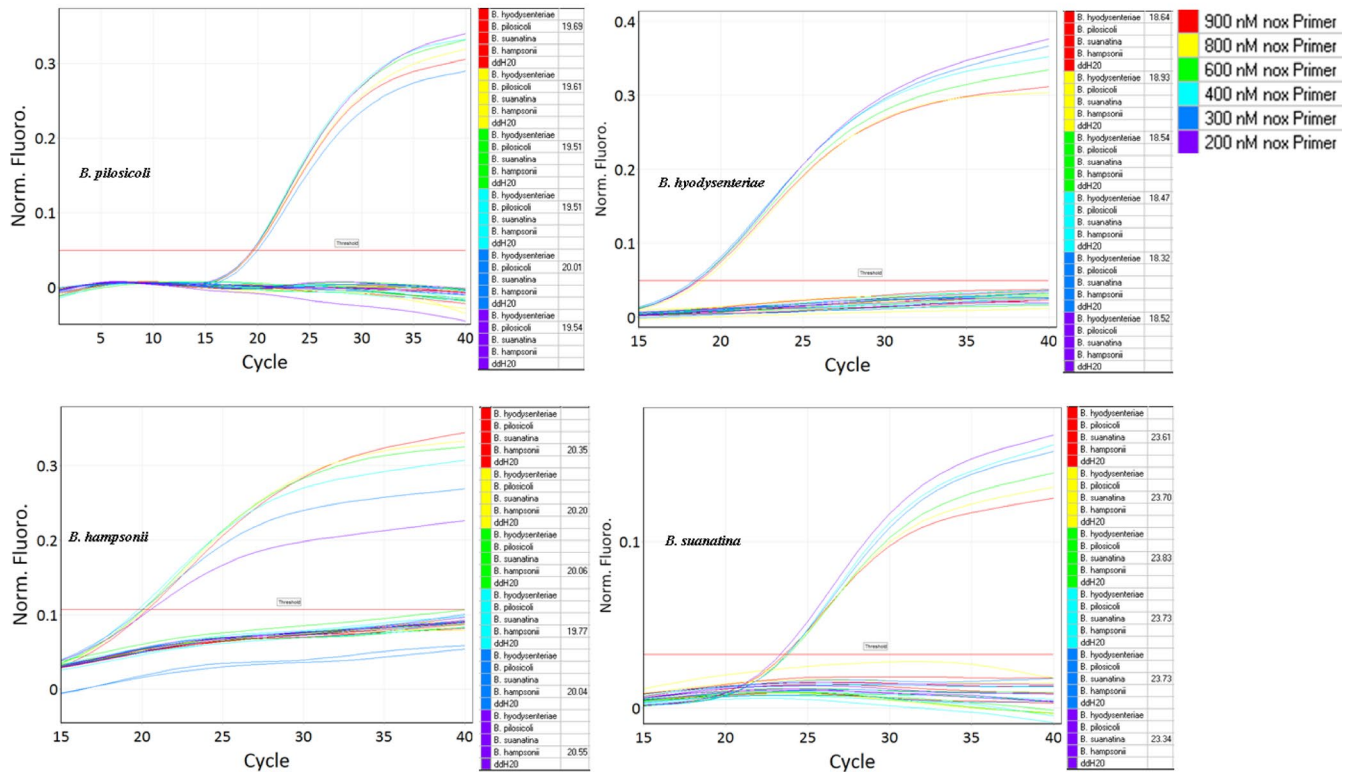 Norm. Fluoro.
0.3
0.2
0.1
0
B. pilosicoli
Threshold
5 10 15 20 25 30 35 40
Cycle
B. hyodysenteriae
B. pilosicoli 19.69
B. suanatina
B. hampsonii
ddH20
B. hyodysenteriae
B. pilosicoli 19.61
B. suanatina
B. hampsonii
ddH20
B. hyodysenteriae
B. pilosicoli 19.51
B. suanatina
B. hampsonii
ddH20
B. hyodysenteriae
B. pilosicoli 19.51
B. suanatina
B. hampsonii
ddH20
B. hyodysenteriae
B. pilosicoli 20.01
B. suanatina
B. hampsonii
ddH20
B. hyodysenteriae
B. pilosicoli 19.54
B. suanatina
B. hampsonii
ddH20
Norm. Fluoro.
0.4
0.3
0.2
0.1
0
B. hyodysenteriae
Threshold
15 20 25 30 35 40
Cycle
B. hyodysenteriae 18.64
B. pilosicoli
B. suanatina
B. hampsonii
ddH20
B. hyodysenteriae 18.93
B. pilosicoli
B. suanatina
B. hampsonii
ddH20
B. hyodysenteriae 18.54
B. pilosicoli
B. suanatina
B. hampsonii
ddH20
B. hyodysenteriae 18.47
B. pilosicoli
B. suanatina
B. hampsonii
ddH20
B. hyodysenteriae 18.32
B. pilosicoli
B. suanatina
B. hampsonii
ddH20
B. hyodysenteriae 18.52
B. pilosicoli
B. suanatina
B. hampsonii
ddH20
900 nM nox Primer
800 nM nox Primer
600 nM nox Primer
400 nM nox Primer
300 nM nox Primer
200 nM nox Primer
Norm. Fluoro.
0.3
0.2
0.1
0
B. hampsonii
Threshold
15 20 25 30 35 40
Cycle
B. hyodysenteriae
B. pilosicoli
B. suanatina
B. hampsonii 20.35
ddH20
B. hyodysenteriae
B. pilosicoli
B. suanatina
B. hampsonii 20.20
ddH20
B. hyodysenteriae
B. pilosicoli
B. suanatina
B. hampsonii 20.06
ddH20
B. hyodysenteriae
B. pilosicoli
B. suanatina
B. hampsonii 19.77
ddH20
B. hyodysenteriae
B. pilosicoli
B. suanatina
B. hampsonii 20.04
ddH20
B. hyodysenteriae
B. pilosicoli
B. suanatina
B. hampsonii 20.55
ddH20
Norm. Fluoro.
0.1
0
B. suanatina
Threshold
15 20 25 30 35 40
Cycle
B. hyodysenteriae
B. pilosicoli
B. suanatina 23.61
B. hampsonii
ddH20
B. hyodysenteriae
B. pilosicoli
B. suanatina 23.70
B. hampsonii
ddH20
B. hyodysenteriae
B. pilosicoli
B. suanatina 23.83
B. hampsonii
ddH20
B. hyodysenteriae
B. pilosicoli
B. suanatina 23.73
B. hampsonii
ddH20
B. hyodysenteriae
B. pilosicoli
B. suanatina 23.73
B. hampsonii
ddH20
B. hyodysenteriae
B. pilosicoli
B. suanatina 23.34
B. hampsonii
ddH20